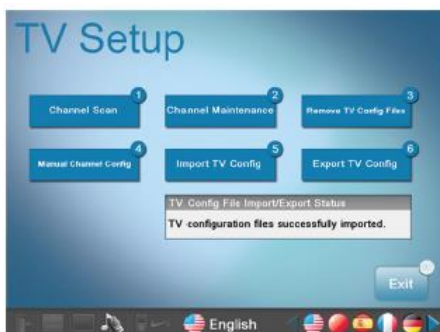 TV Setup
1
Channel Scan
2
Channel Maintenance
3
Remove TV Config Files
4
Manual Channel Config
5
Import TV Config
6
Export TV Config
TV Config File Import/Export Status
TV configuration files successfully imported.
Exit
English